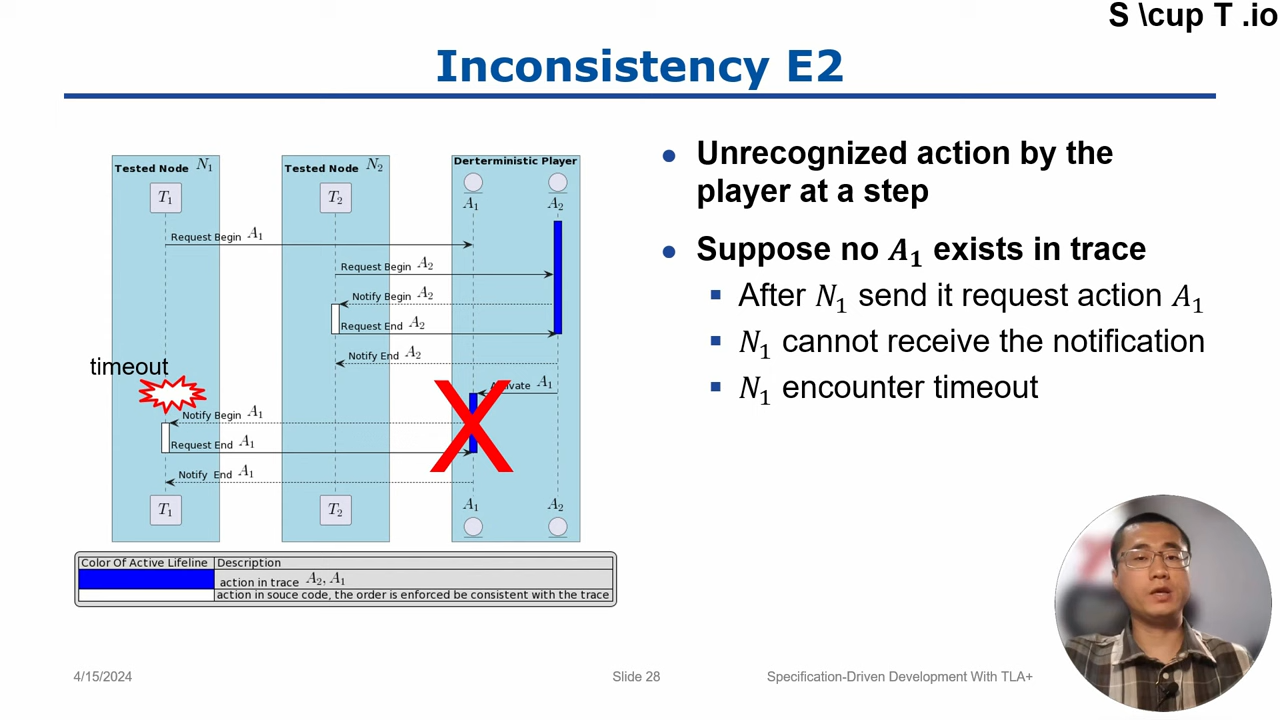 S \cup T .io
Inconsistency E2
Tested Node N₁
Tested Node N₂
Derterministic Player
T₁
T₂
A₁
A₂
Request Begin A₁
Request Begin A₂
Notify Begin A₂
Request End A₂
Notify End A₂
timeout
A₁
Notify Begin A₁
Request End A₁
Notify End A₁
T₁
T₂
A₁
A₂
Color Of Active Lifeline Description
action in trace A₂, A₁
action in souce code, the order is enforced be consistent with the trace
● Unrecognized action by the
player at a step
● Suppose no A₁ exists in trace
▪ After N₁ send it request action A₁
▪ N₁ cannot receive the notification
▪ N₁ encounter timeout
4/15/2024
Slide 28
Specification-Driven Development With TLA+